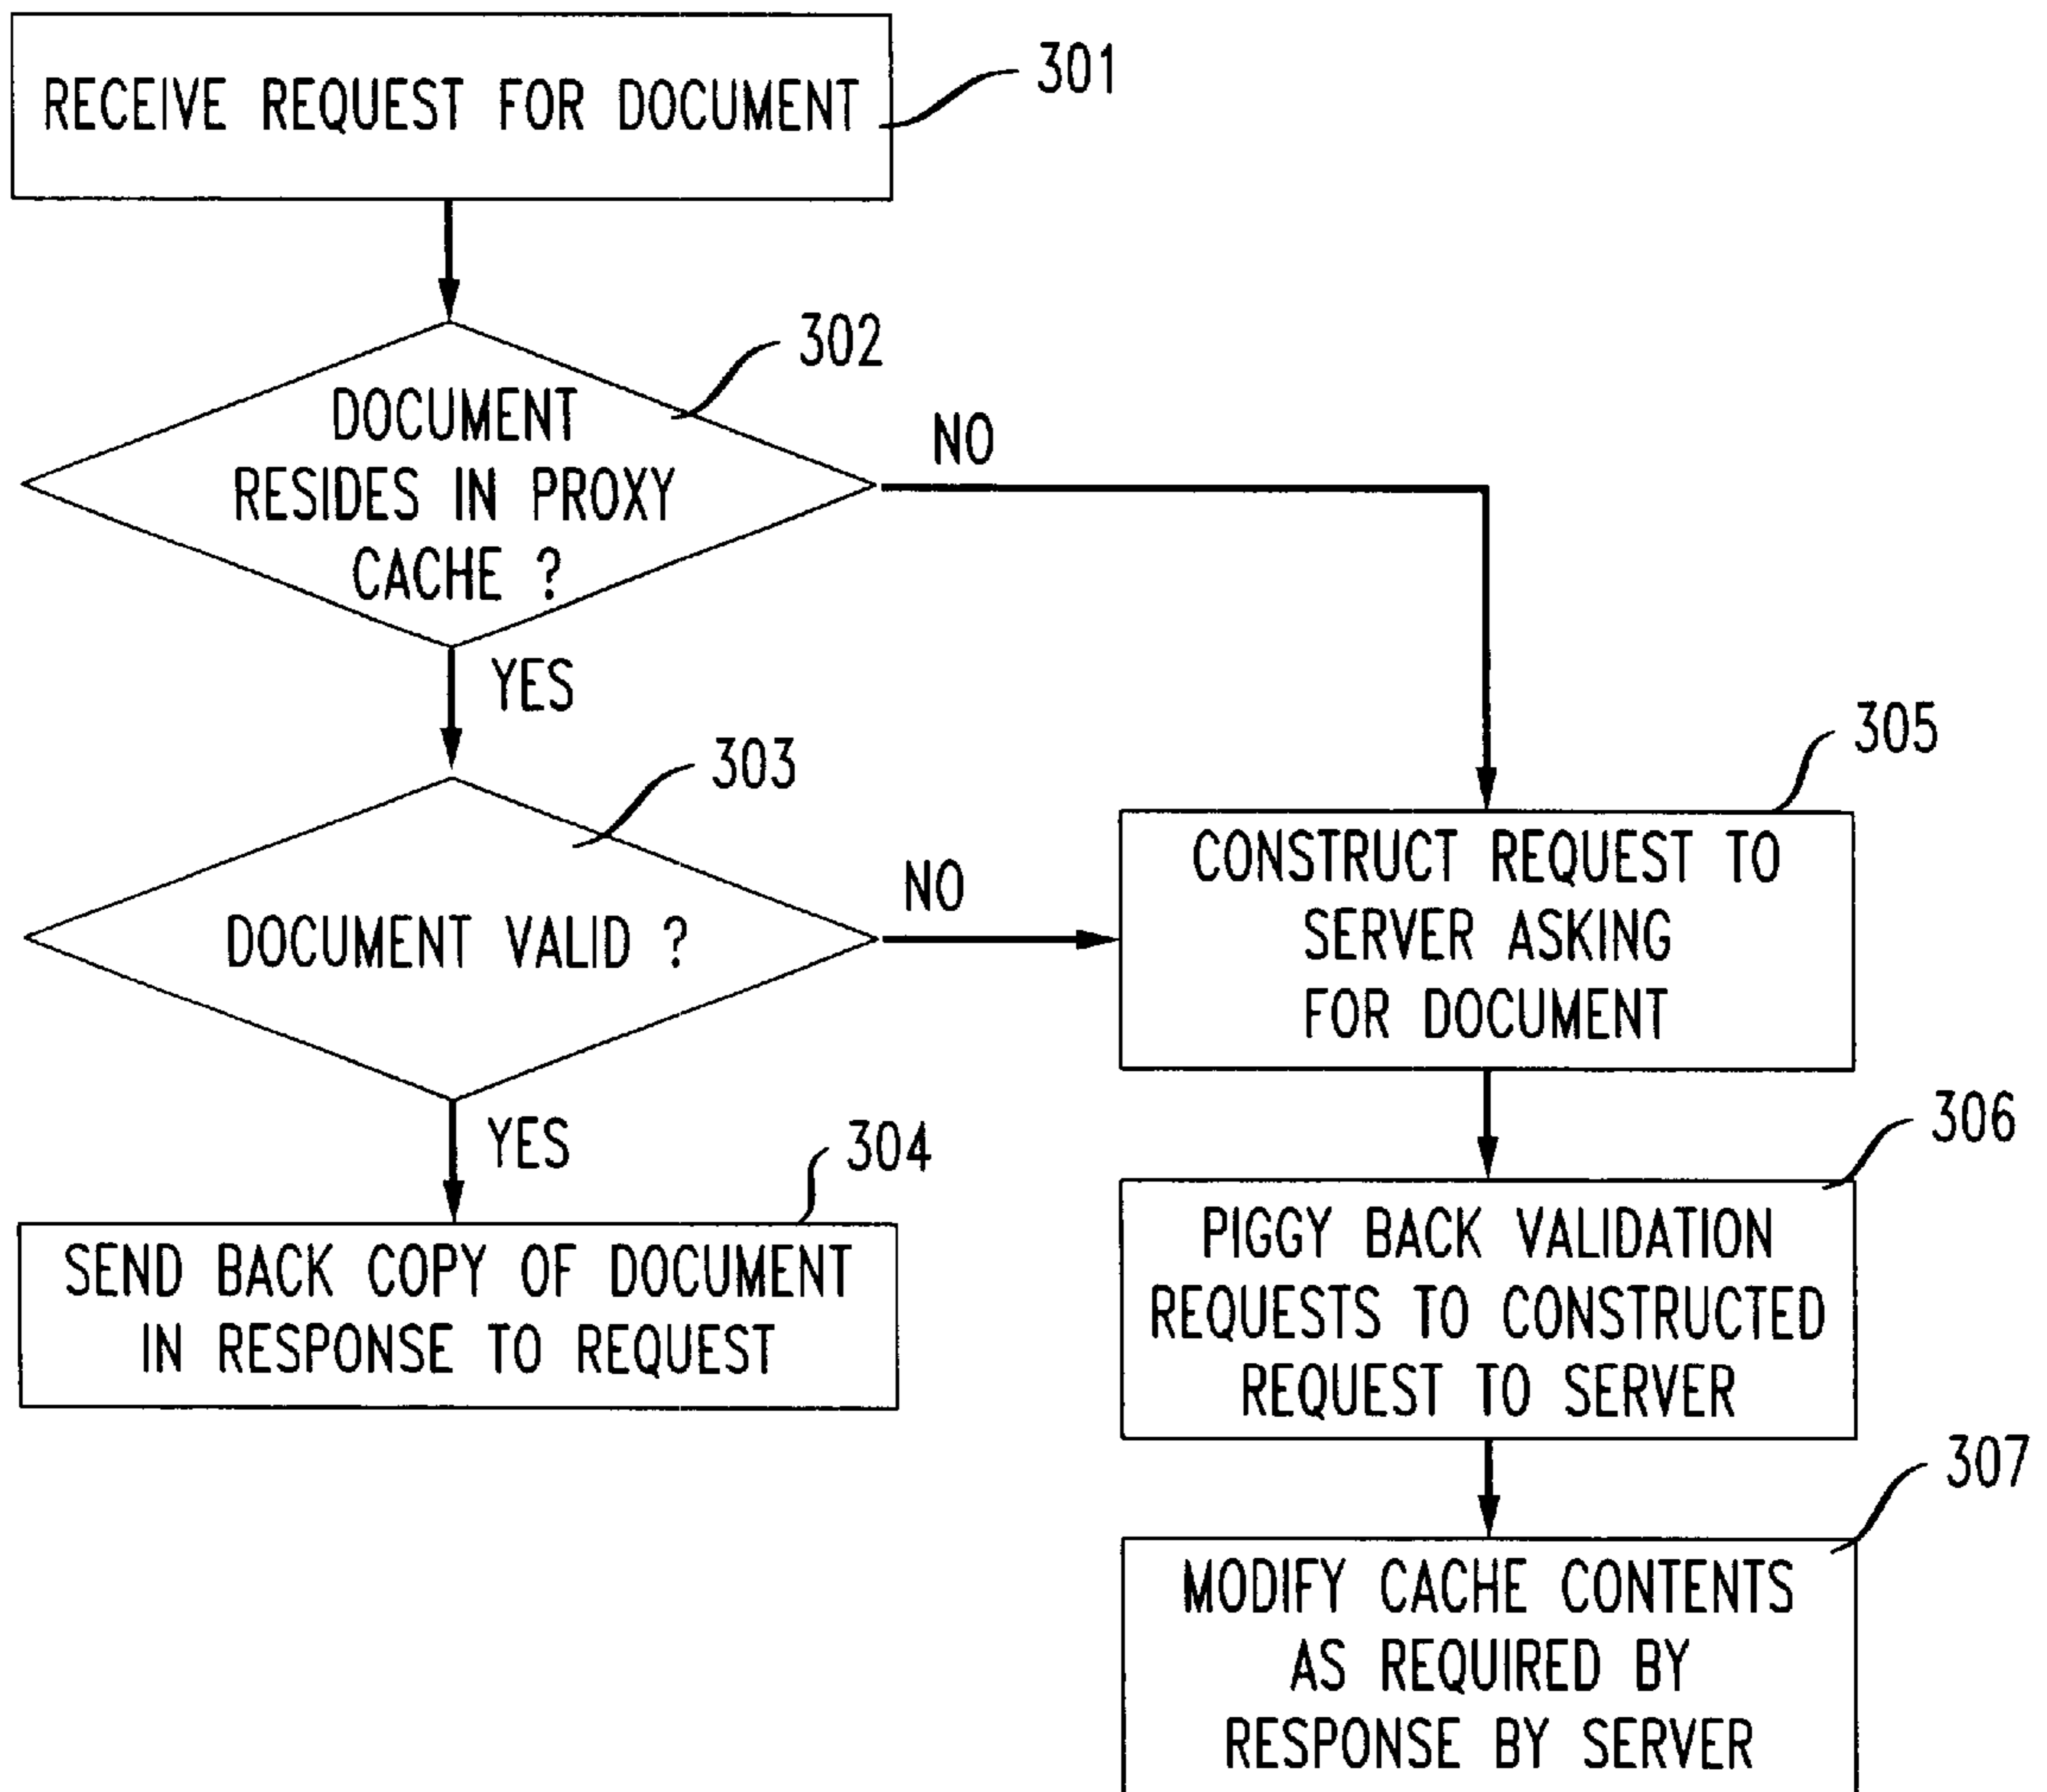 RECEIVE REQUEST FOR DOCUMENT
301
302
DOCUMENT
RESIDES IN PROXY
CACHE ?
NO
YES
303
DOCUMENT VALID ?
NO
YES
304
SEND BACK COPY OF DOCUMENT
IN RESPONSE TO REQUEST
305
CONSTRUCT REQUEST TO
SERVER ASKING
FOR DOCUMENT
306
PIGGY BACK VALIDATION
REQUESTS TO CONSTRUCTED
REQUEST TO SERVER
307
MODIFY CACHE CONTENTS
AS REQUIRED BY
RESPONSE BY SERVER